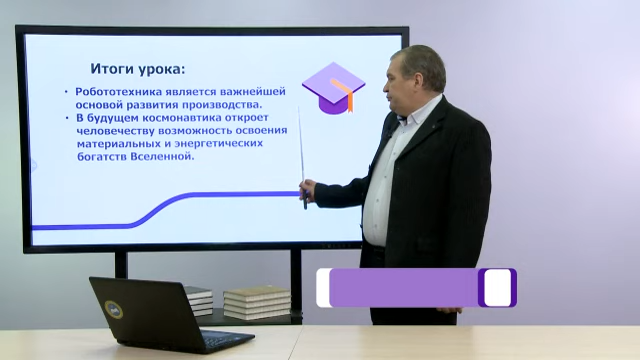 Итоги урока:
• Робототехника является важнейшей
основой развития производства.
• В будущем космонавтика откроет
человечеству возможность освоения
материальных и энергетических
богатств Вселенной.